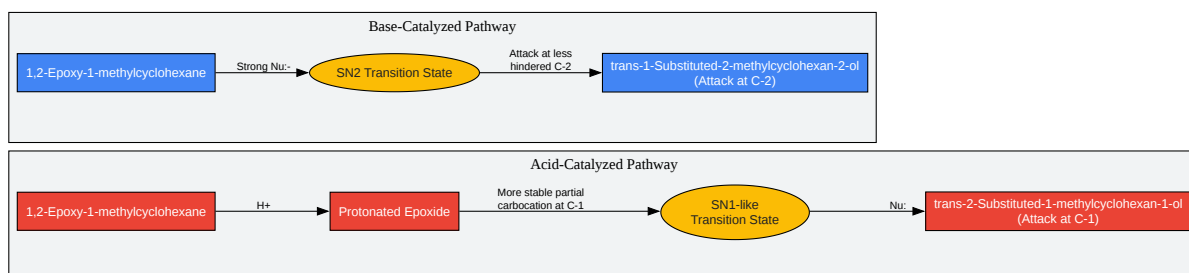 Base-Catalyzed Pathway
1,2-Epoxy-1-methylcyclohexane
Strong Nu:-
SN2 Transition State
Attack at less
hindered C-2
trans-1-Substituted-2-methylcyclohexan-2-ol
(Attack at C-2)
Acid-Catalyzed Pathway
1,2-Epoxy-1-methylcyclohexane
H+
Protonated Epoxide
More stable partial
carbocation at C-1
SN1-like
Transition State
Nu:
trans-2-Substituted-1-methylcyclohexan-1-ol
(Attack at C-1)